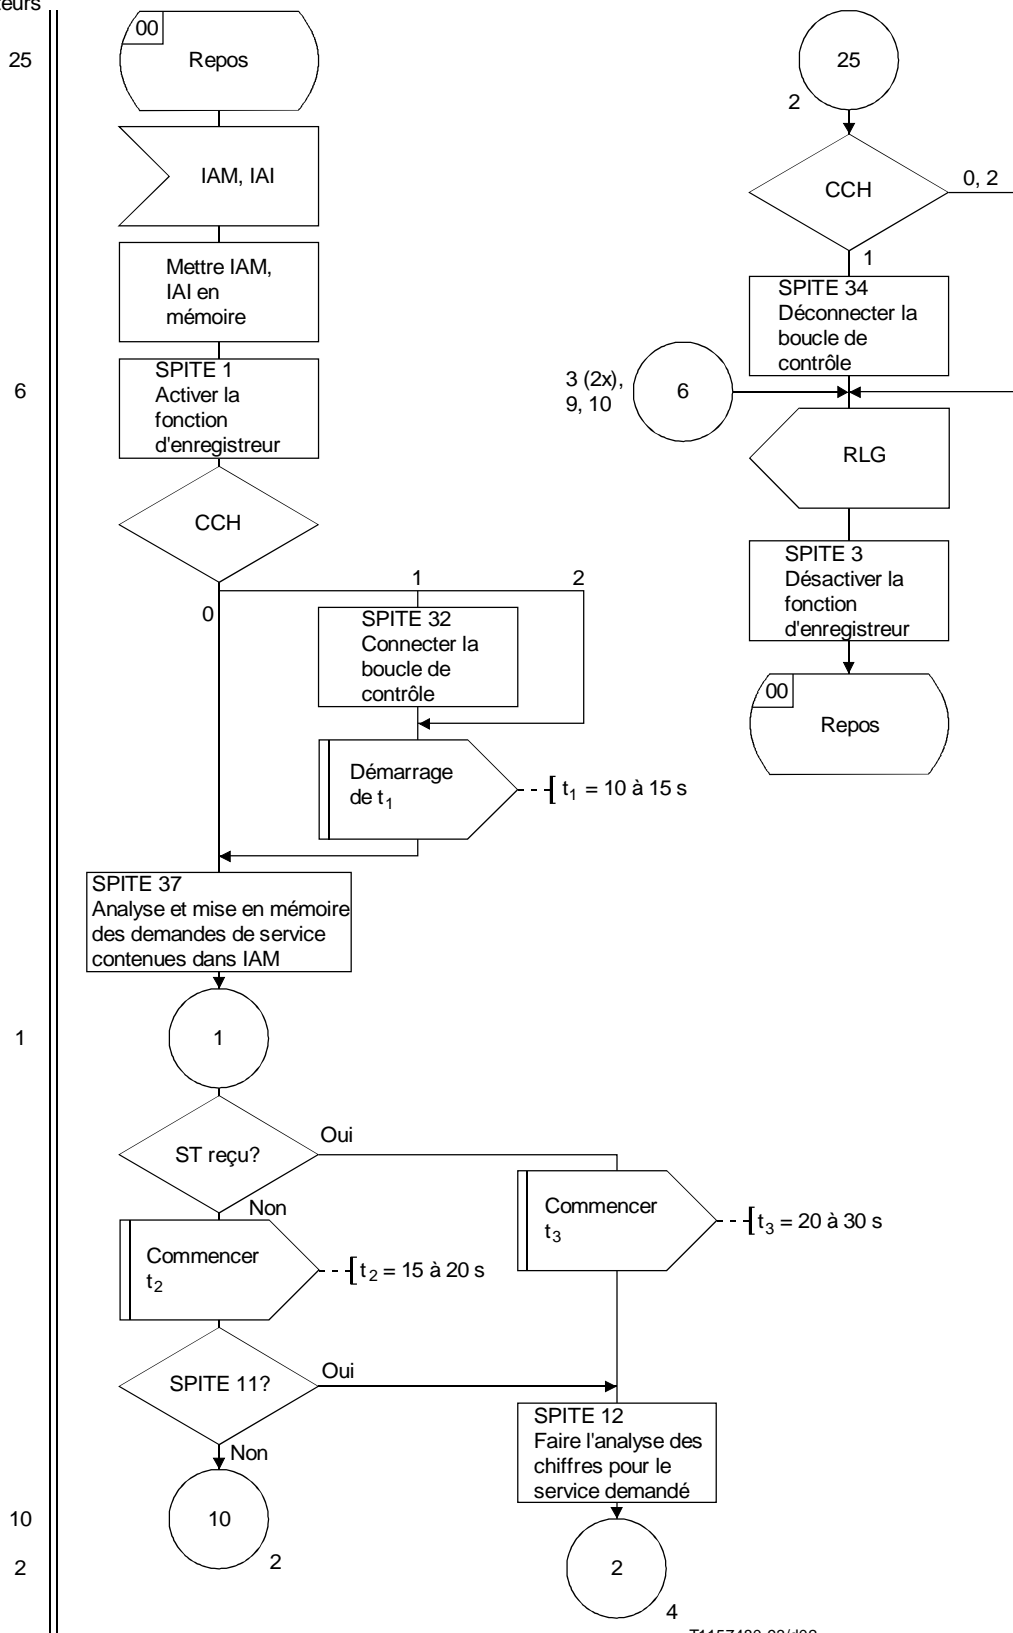 25
6
1
10
2
00
Repos
IAM, IAI
Mettre IAM,
IAI en
mémoire
SPITE 1
Activer la
fonction
d'enregistreur
CCH
0
1
2
SPITE 32
Connecter la
boucle de
contrôle
Démarrage
de t1
t1 = 10 à 15 s
SPITE 37
Analyse et mise en mémoire
des demandes de service
contenues dans IAM
1
ST reçu?
Oui
Non
Commencer
t2
t2 = 15 à 20 s
Commencer
t3
t3 = 20 à 30 s
SPITE 11?
Oui
Non
10
2
SPITE 12
Faire l'analyse des
chiffres pour le
service demandé
2
4
25
2
CCH
0, 2
1
SPITE 34
Déconnecter la
boucle de
contrôle
3 (2x),
9, 10
6
RLG
SPITE 3
Désactiver la
fonction
d'enregistreur
00
Repos